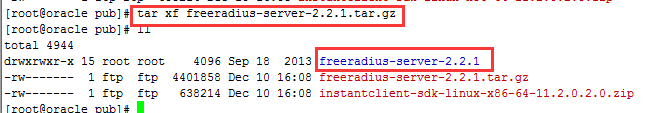 [root@oracle pub]# tar xf freeradius-server-2.2.1.tar.gz
[root@oracle pub]# ll
total 4944
drwxrwxr-x 15 root root    4096 Sep 18  2013 freeradius-server-2.2.1
-rw------- 1 ftp  ftp  4401858 Dec 10 16:08 freeradius-server-2.2.1.tar.gz
-rw------- 1 ftp  ftp   638214 Dec 10 16:08 instantclient-sdk-linux-x86-64-11.2.0.2.0.zip
[root@oracle pub]#